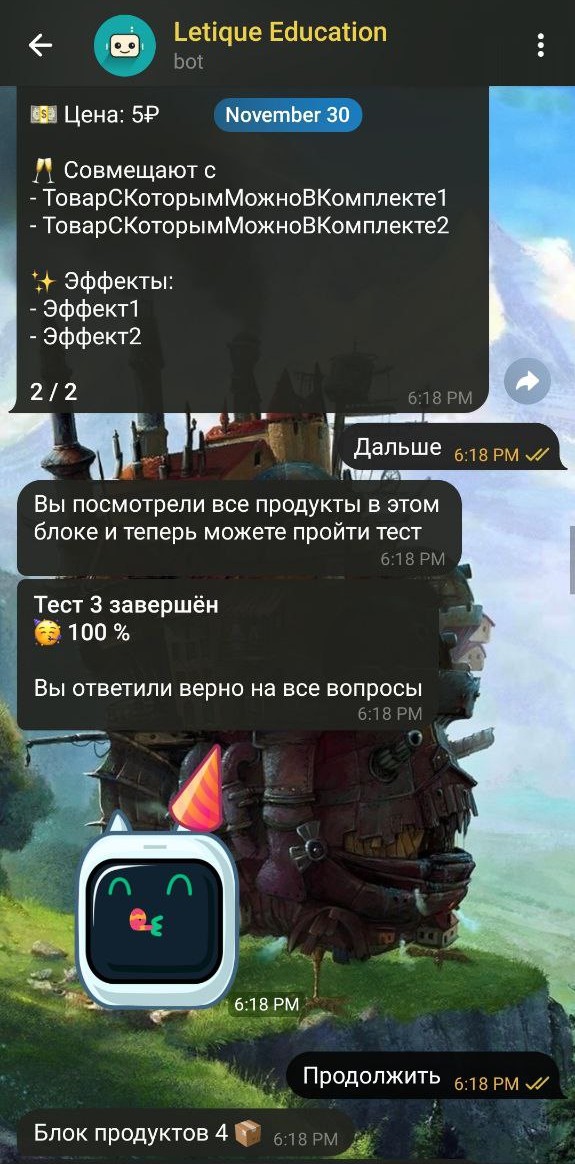 Letique Education
bot
💵 Цена: 5₽
November 30
🥂 Совмещают с
- ТоварСКоторымМожноВКомплекте1
- ТоварСКоторымМожноВКомплекте2
✨ Эффекты:
- Эффект1
- Эффект2
2 / 2
6:18 PM
Дальше 6:18 PM
Вы посмотрели все продукты в этом
блоке и теперь можете пройти тест
6:18 PM
Тест 3 завершён
🥳 100 %
Вы ответили верно на все вопросы
6:18 PM
6:18 PM
Продолжить 6:18 PM
Блок продуктов 4 📦 6:18 PM